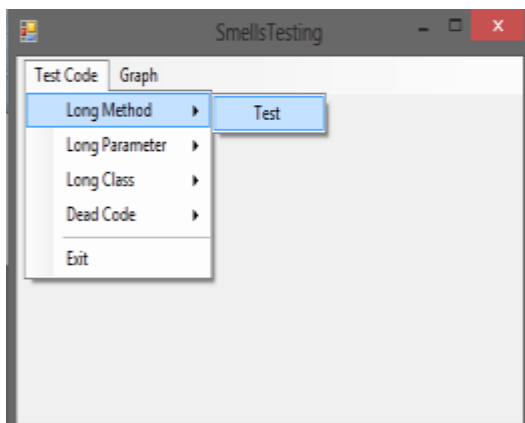 SmellsTesting
Test Code Graph
Long Method Test
Long Parameter
Long Class
Dead Code
Exit